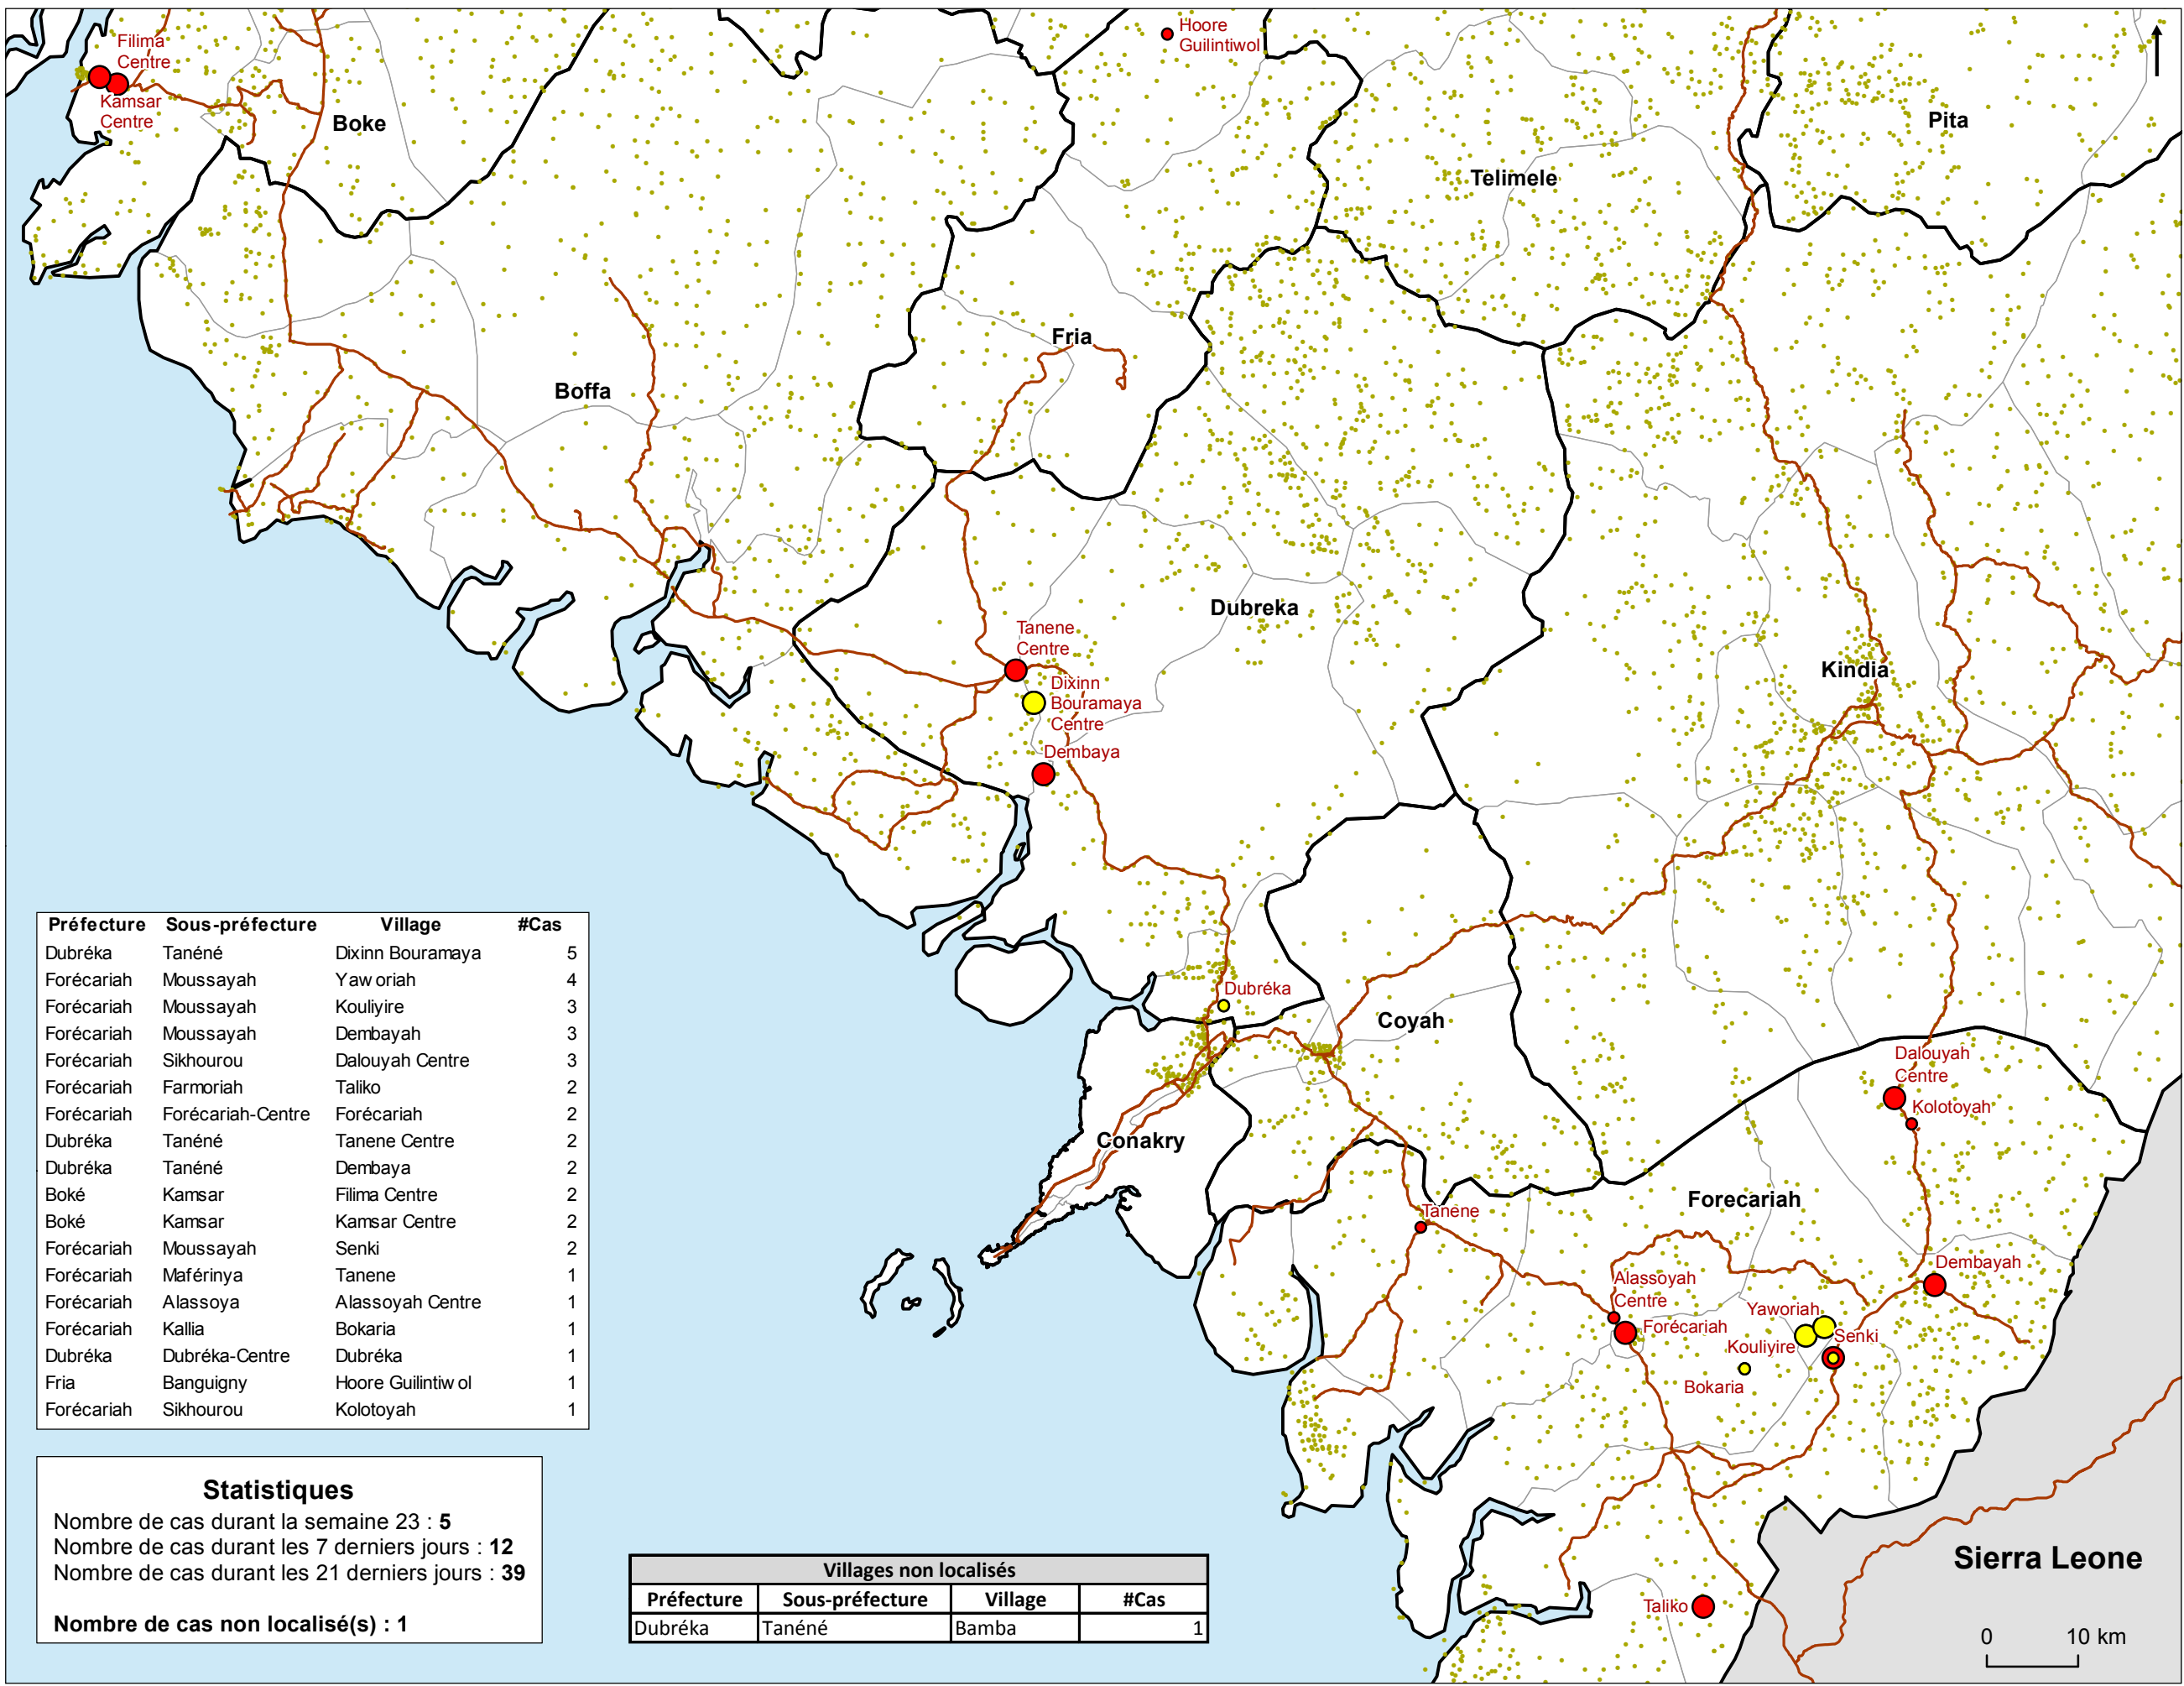 Hoore
Guilintiwol
Filima
Centre
Kamsar
Centre
Boke
Pita
Telimele
Fria
Boffa
Dubreka
Tanene
Centre
Dixinn
Bouramaya
Centre
Dembaya
Kindia
Dubréka
Coyah
Conakry
Dalouyah
Centre
Kolotoyah
Forecariah
Tanene
Dembayah
Alassoyah
Centre
Forécariah
Yaworiah
Kouliyire
Senki
Bokaria
Taliko
Sierra Leone
0 10 km
Préfecture Sous-préfecture Village #Cas
Dubréka Tanéné Dixinn Bouramaya 5
Forécariah Moussayah Yaworiah 4
Forécariah Moussayah Kouliyire 3
Forécariah Moussayah Dembayah 3
Forécariah Sikhourou Dalouyah Centre 3
Forécariah Farmoriah Taliko 2
Forécariah Forécariah-Centre Forécariah 2
Dubréka Tanéné Tanene Centre 2
Dubréka Tanéné Dembaya 2
Boké Kamsar Filima Centre 2
Boké Kamsar Kamsar Centre 2
Forécariah Moussayah Senki 2
Forécariah Maférinya Tanene 1
Forécariah Alassoya Alassoyah Centre 1
Forécariah Kallia Bokaria 1
Dubréka Dubréka-Centre Dubréka 1
Fria Banguigny Hoore Guilintiwol 1
Forécariah Sikhourou Kolotoyah 1
Statistiques
Nombre de cas durant la semaine 23 : 5
Nombre de cas durant les 7 derniers jours : 12
Nombre de cas durant les 21 derniers jours : 39
Nombre de cas non localisé(s) : 1
Villages non localisés
Préfecture Sous-préfecture Village #Cas
Dubréka Tanéné Bamba 1